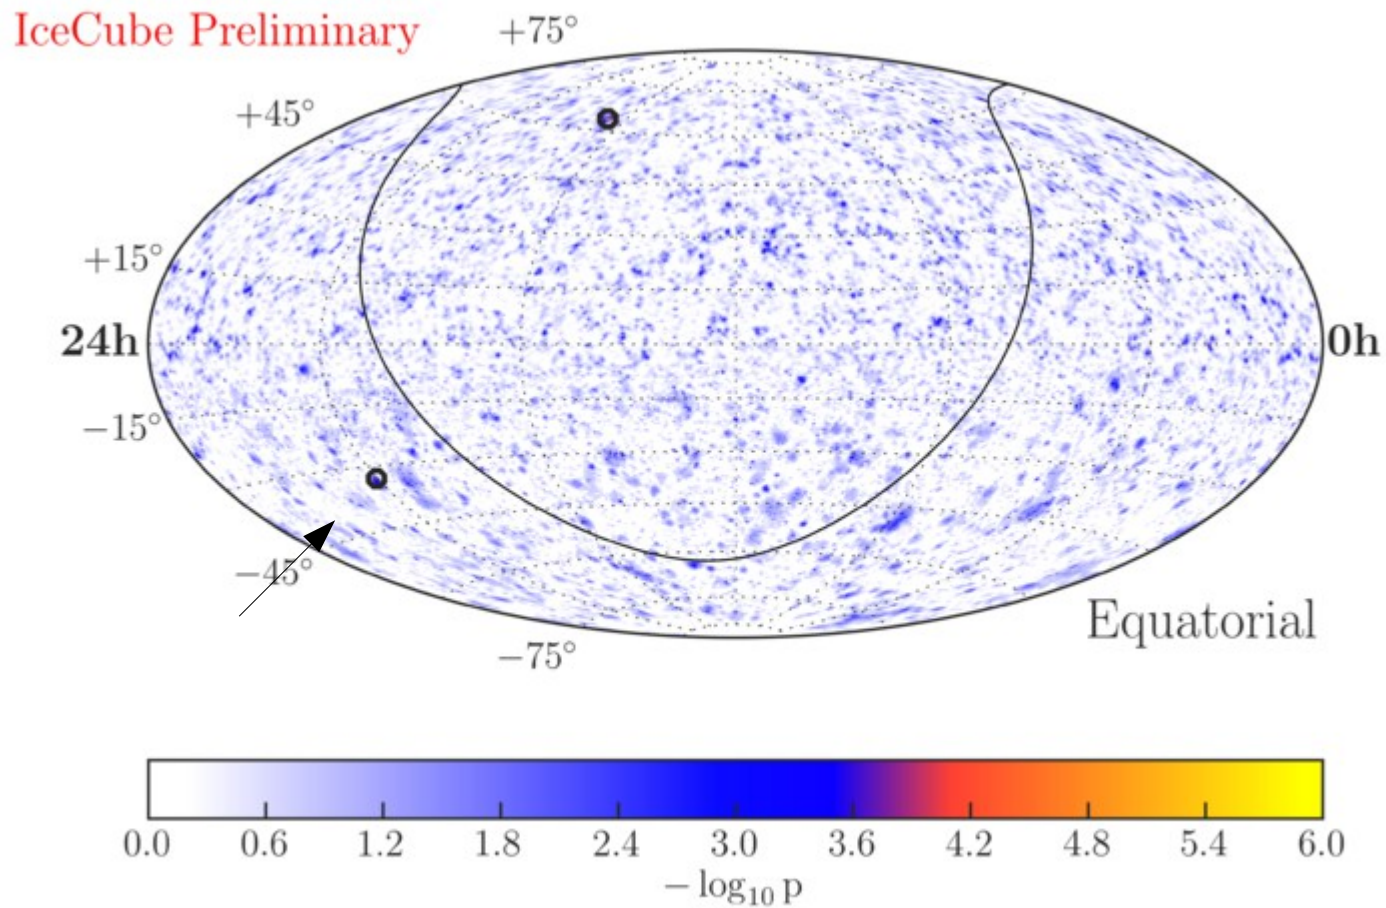 IceCube Preliminary
+75°
+45°
+15°
24h
0h
−15°
−45°
−75°
Equatorial
0.0 0.6 1.2 1.8 2.4 3.0 3.6 4.2 4.8 5.4 6.0
− log₁₀ p